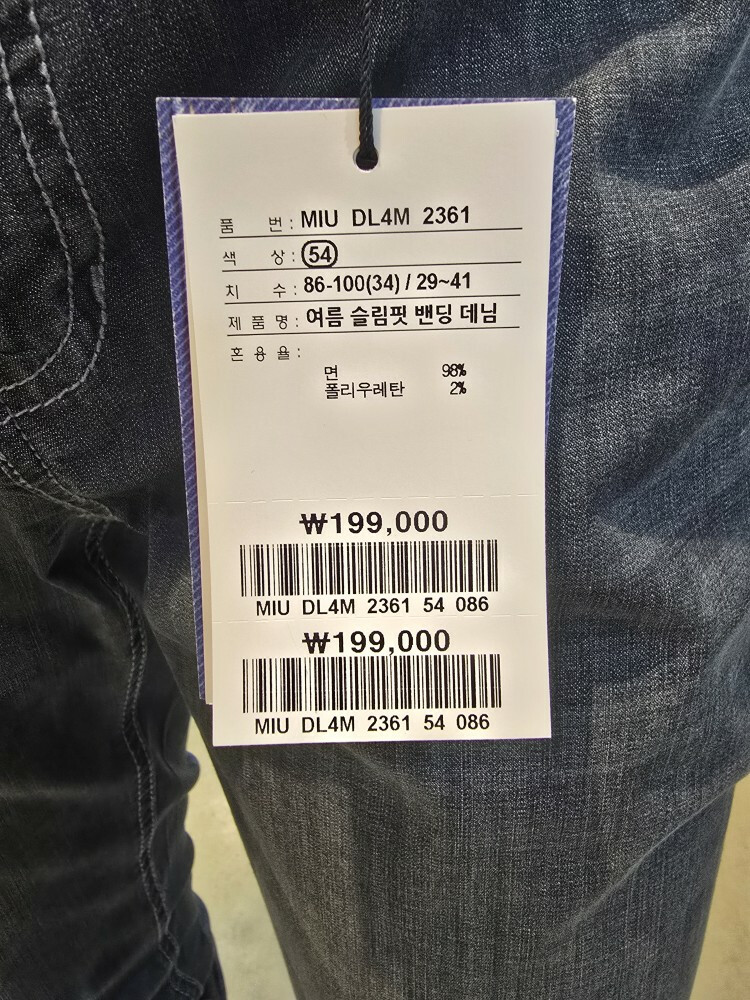 품 번 : MIU DL4M 2361
색 상 : 54
치 수 : 86-100(34) / 29~41
제 품 명 : 여름 슬림핏 밴딩 데님
혼 용 율 :
면 98%
폴리우레탄 2%
₩199,000
MIU DL4M 2361 54 086
₩199,000
MIU DL4M 2361 54 086